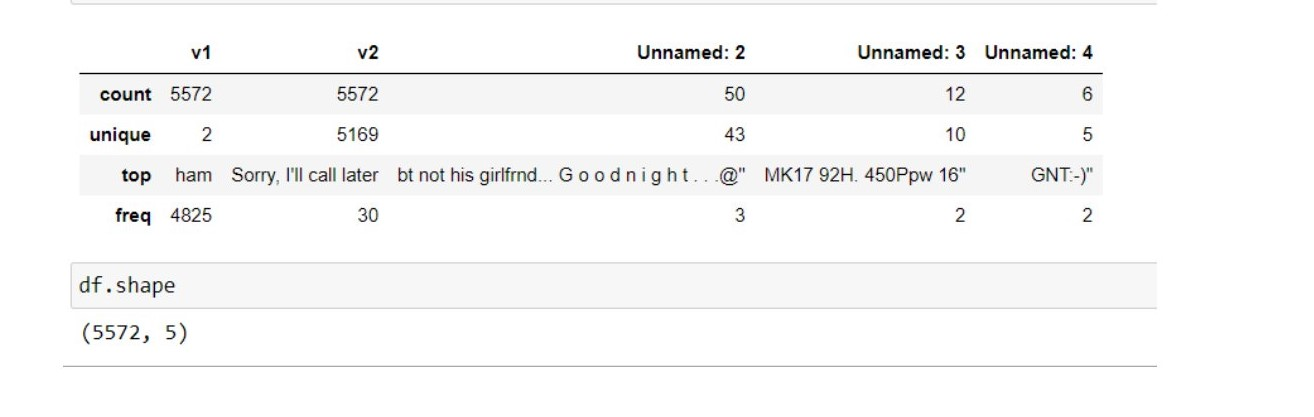 v1 v2 Unnamed: 2 Unnamed: 3 Unnamed: 4
count 5572 5572 50 12 6
unique 2 5169 43 10 5
top ham Sorry, I'll call later bt not his girlfrnd... G o o d n i g h t . . .@" MK17 92H. 450Ppw 16" GNT:-)"
freq 4825 30 3 2 2
df.shape
(5572, 5)